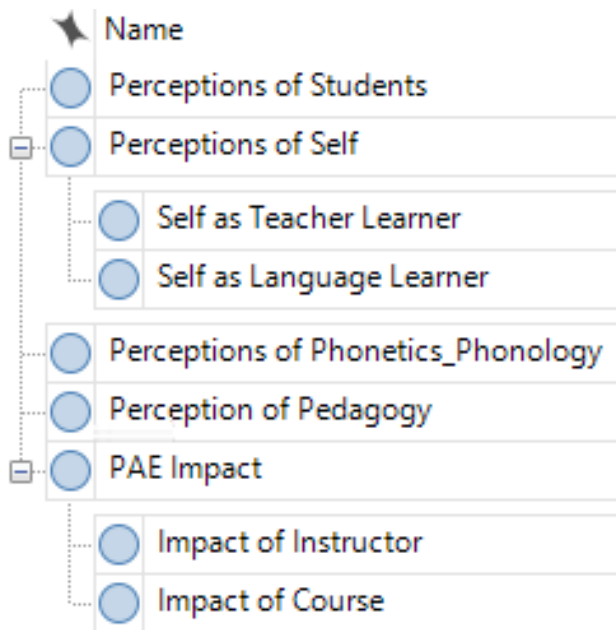 Name
Perceptions of Students
Perceptions of Self
Self as Teacher Learner
Self as Language Learner
Perceptions of Phonetics_Phonology
Perception of Pedagogy
PAE Impact
Impact of Instructor
Impact of Course